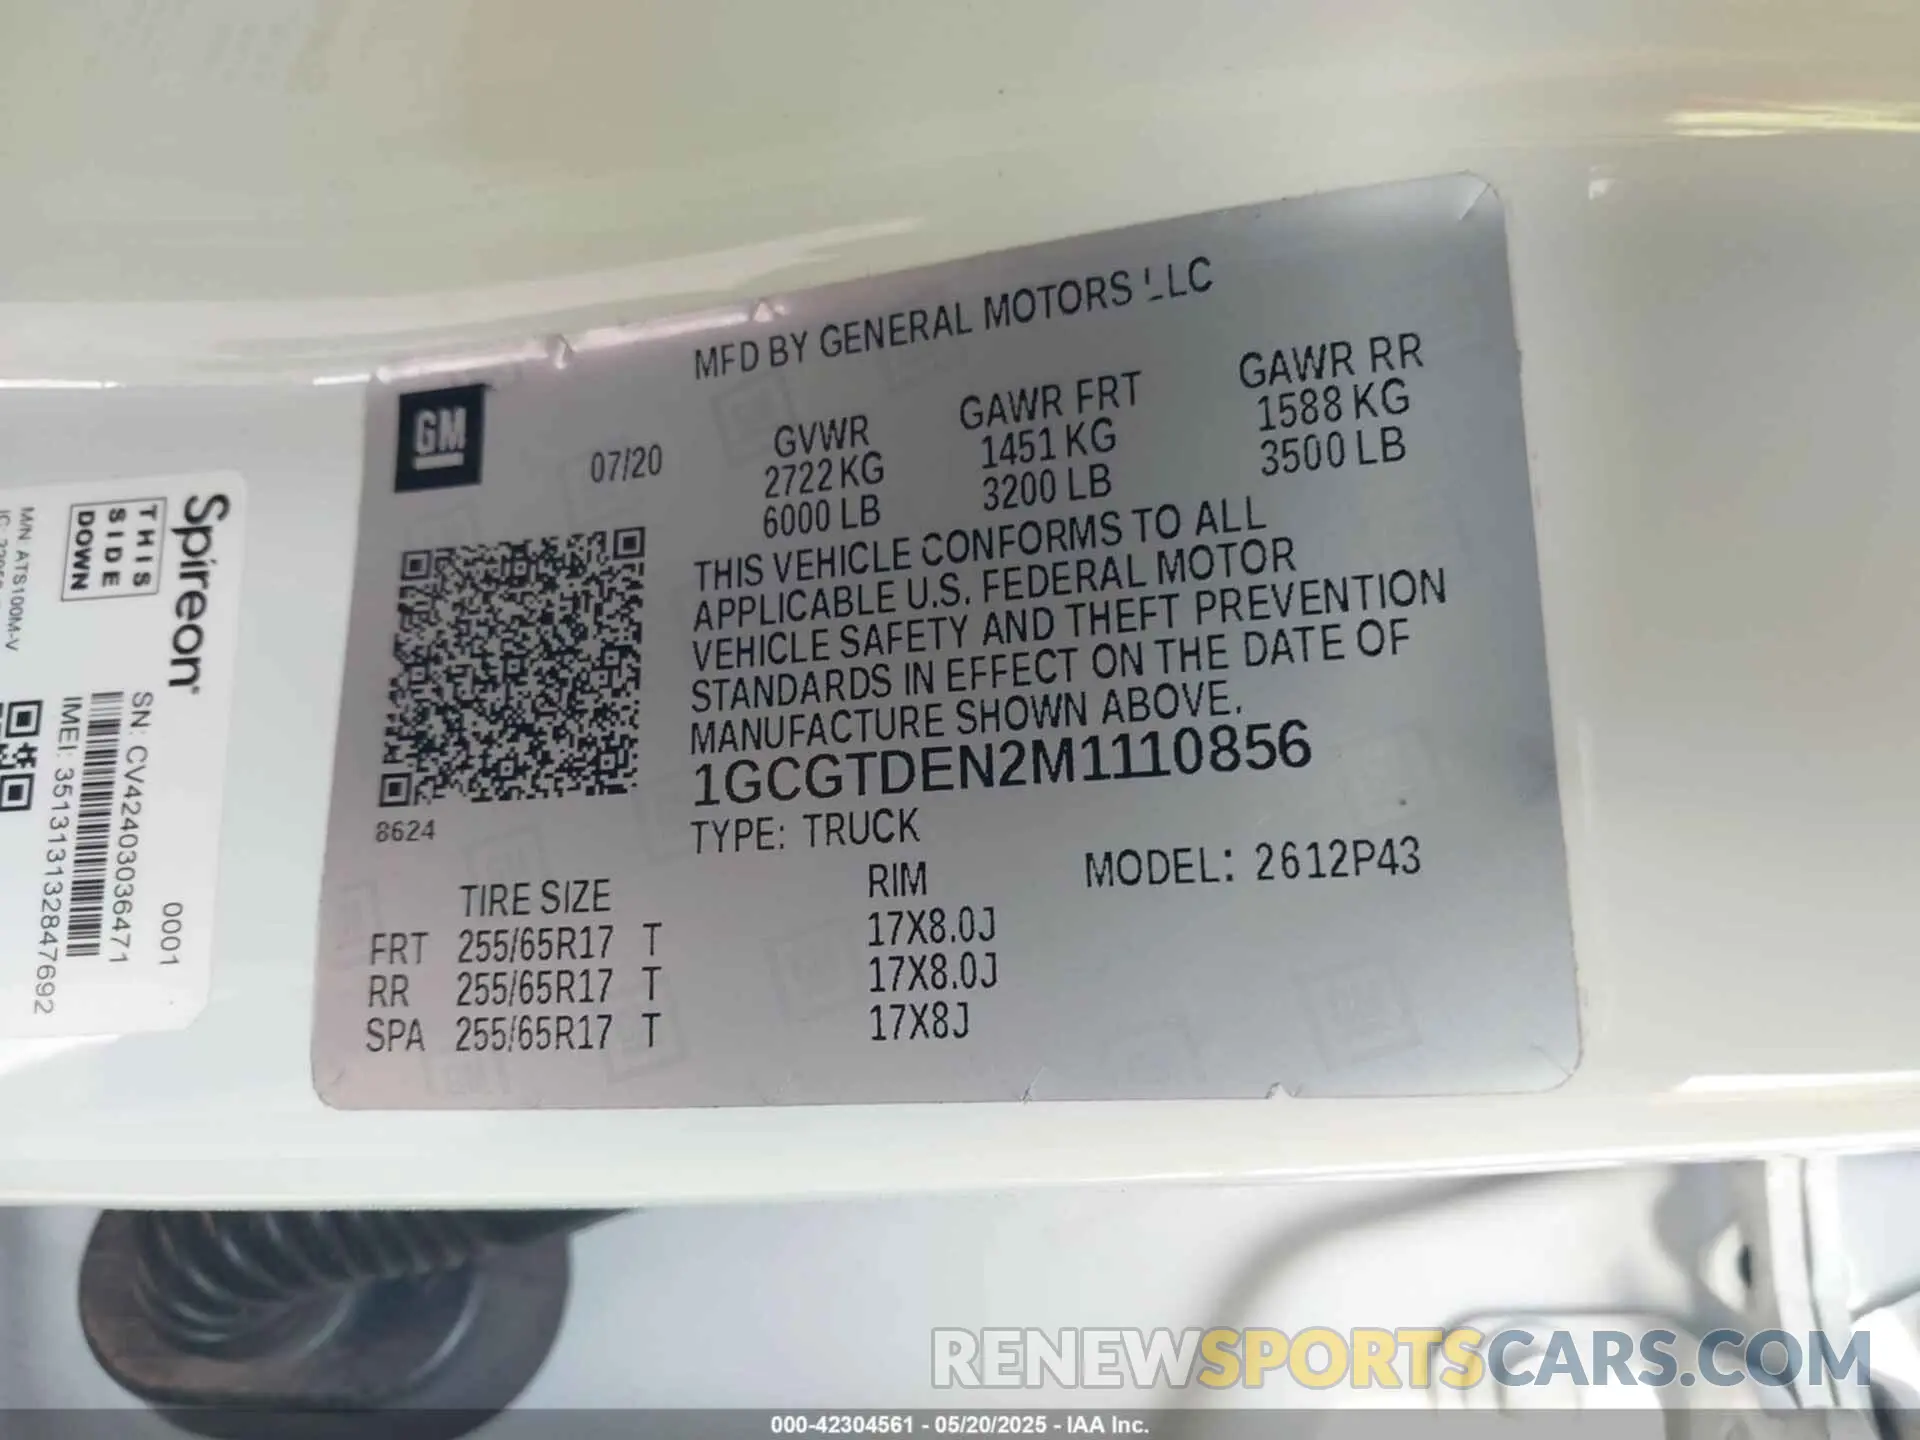 MFD BY GENERAL MOTORS LLC
GM
07/20
GVWR
2722 KG
6000 LB
GAWR FRT
1451 KG
3200 LB
GAWR RR
1588 KG
3500 LB
THIS VEHICLE CONFORMS TO ALL
APPLICABLE U.S. FEDERAL MOTOR
VEHICLE SAFETY AND THEFT PREVENTION
STANDARDS IN EFFECT ON THE DATE OF
MANUFACTURE SHOWN ABOVE.
1GCGTDEN2M1110856
8624
TYPE: TRUCK
MODEL: 2612P43
TIRE SIZE RIM
FRT 255/65R17 T 17X8.0J
RR 255/65R17 T 17X8.0J
SPA 255/65R17 T 17X8J
Spireon
THIS
SIDE
DOWN
M/N: ATS100M-V
SN: CV424030303647​1
IMEI: 351313132847692
0001
RENEWSPORTSCARS.COM
000-42304561 - 05/20/2025 - IAA Inc.